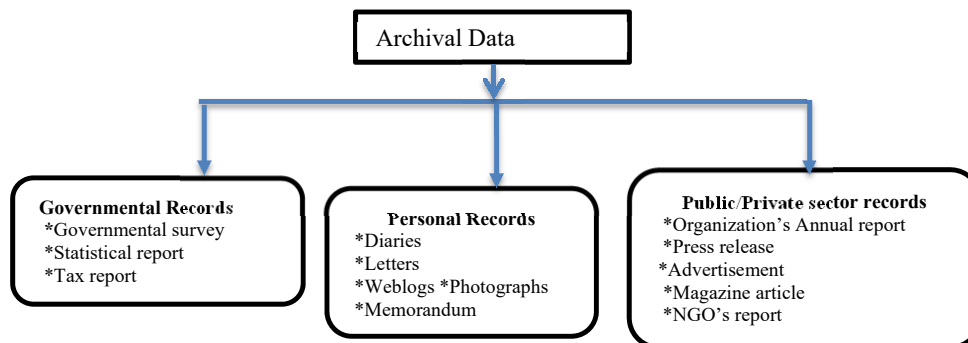 Archival Data
Governmental Records
*Governmental survey
*Statistical report
*Tax report
Personal Records
*Diaries
*Letters
*Weblogs *Photographs
*Memorandum
Public/Private sector records
*Organization’s Annual report
*Press release
*Advertisement
*Magazine article
*NGO’s report